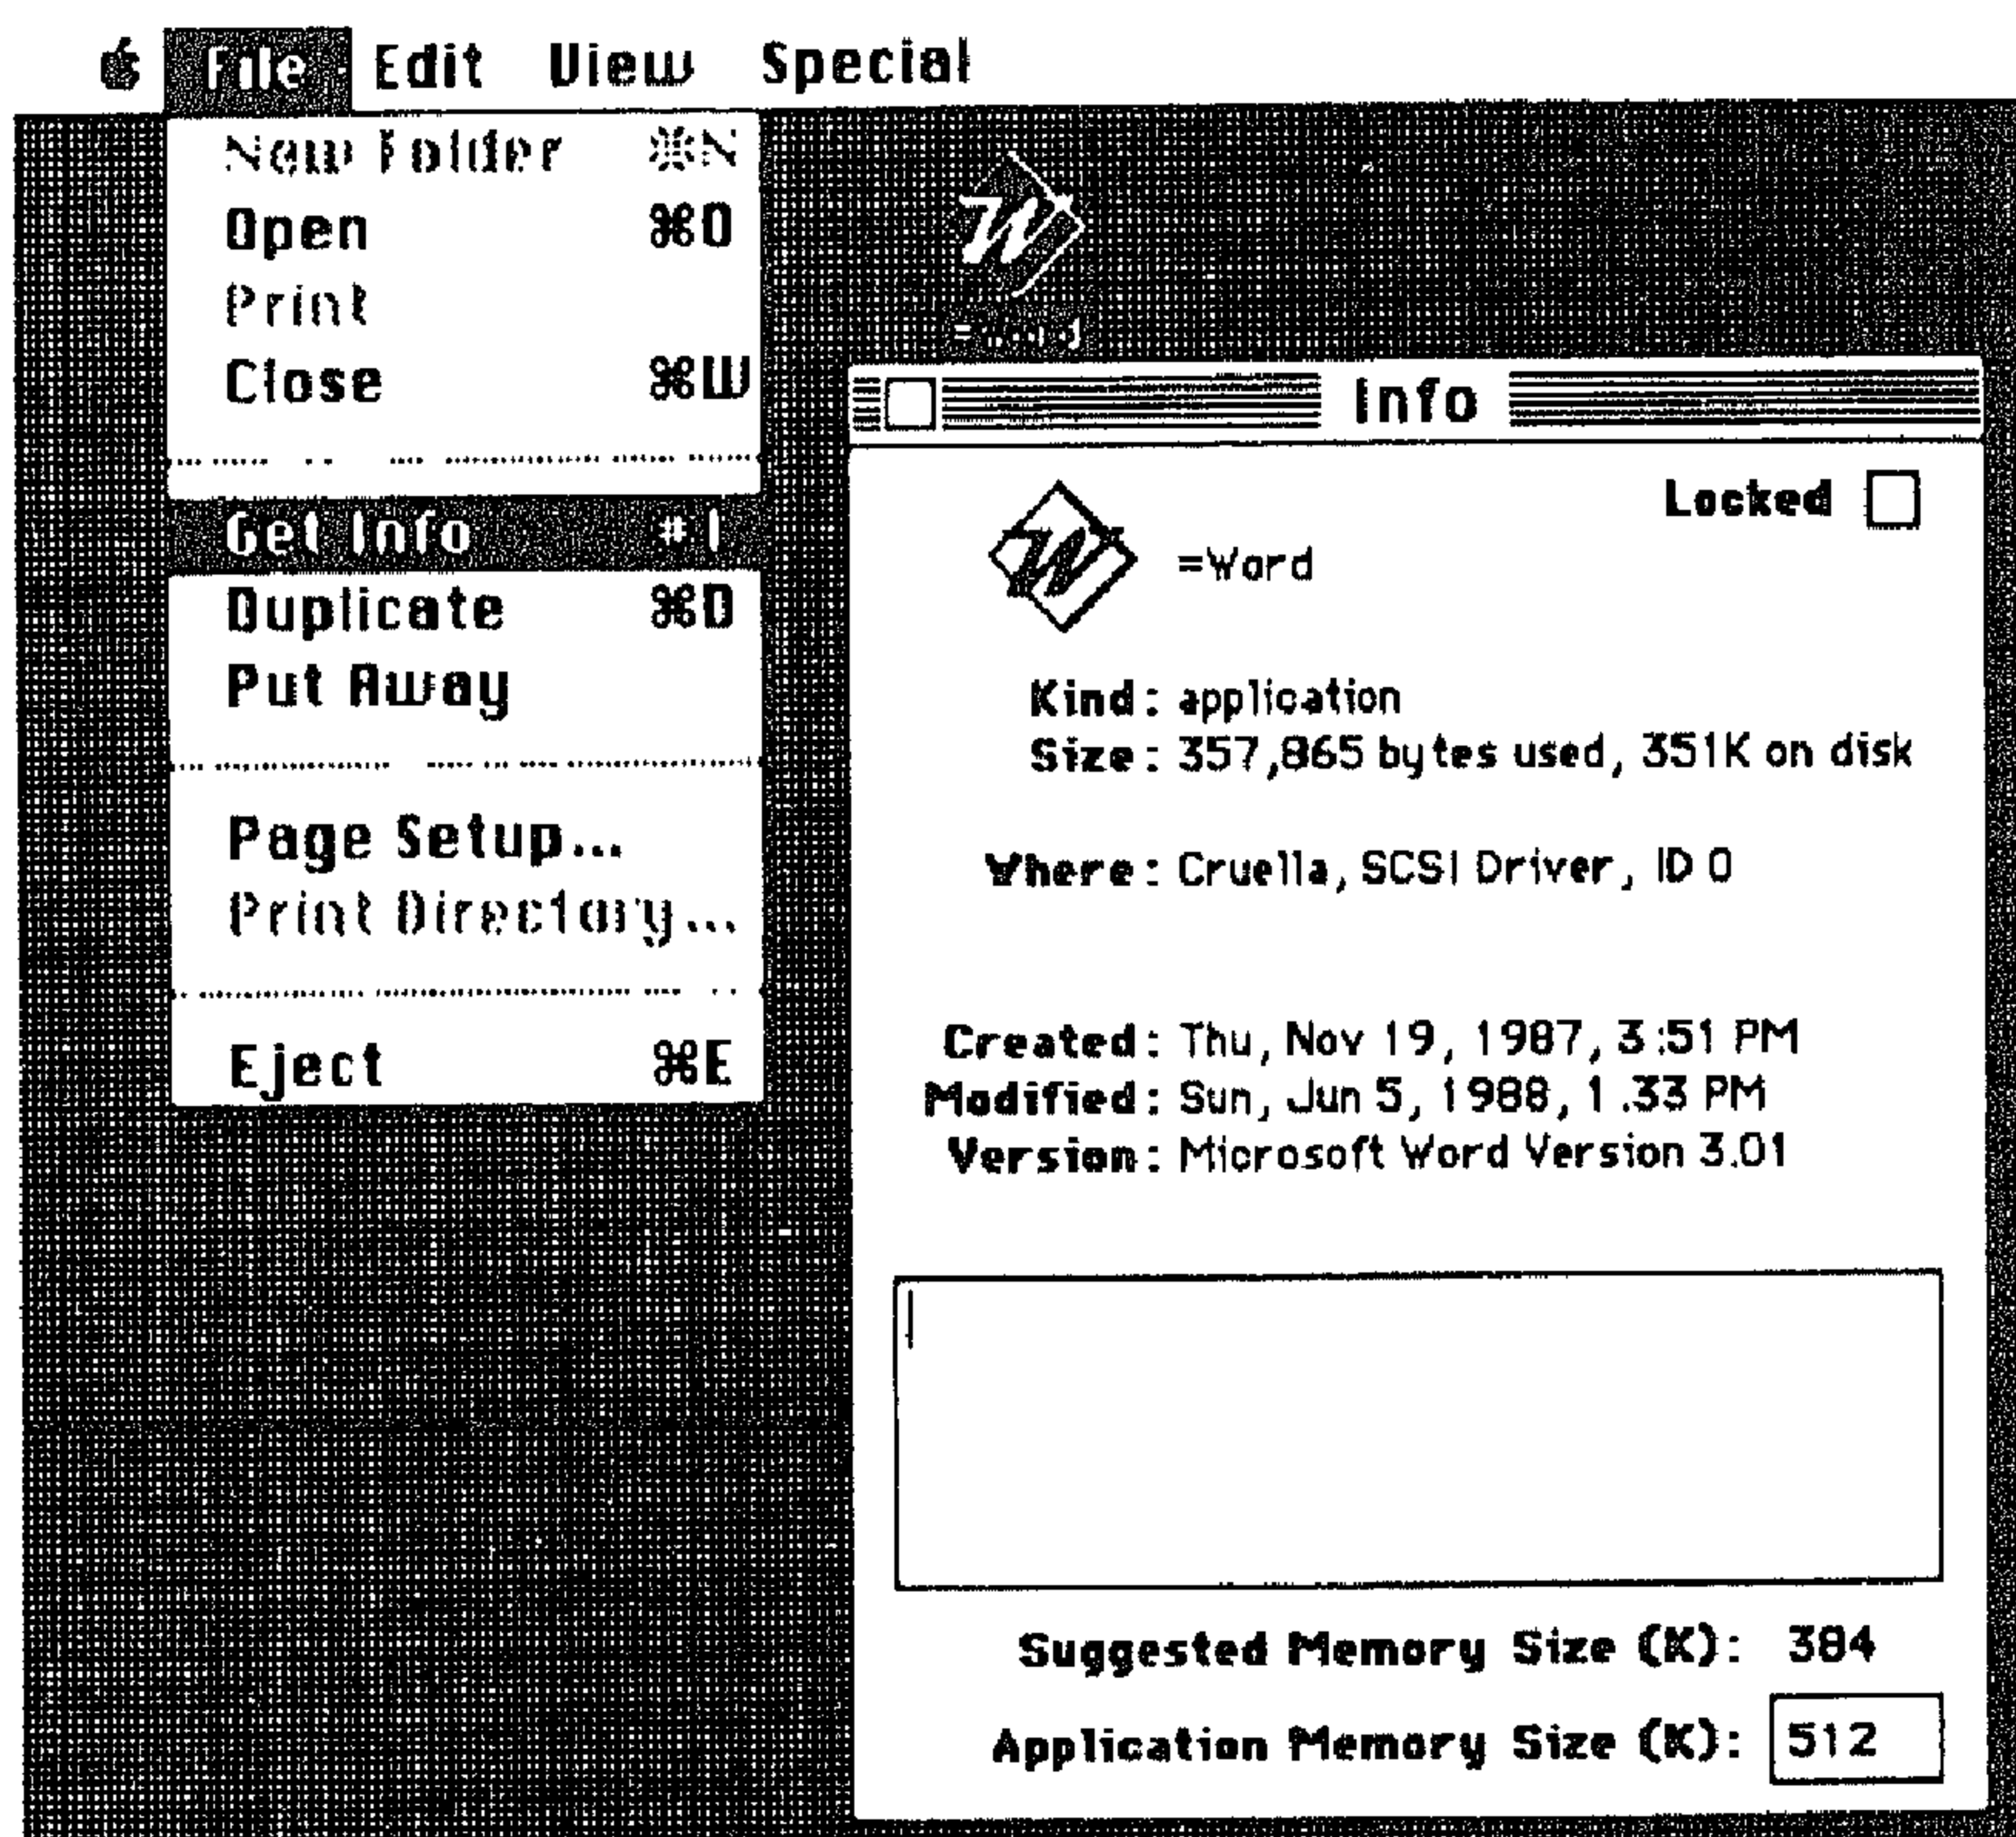 File Edit View Special
New Folder ⌘N
Open ⌘O
Print
Close ⌘W
Get Info ⌘I
Duplicate ⌘D
Put Away
Page Setup...
Print Directory...
Eject ⌘E
=Word
Info
Locked
=Word
Kind: application
Size: 357,865 bytes used, 351K on disk
Where: Cruella, SCSI Driver, ID 0
Created: Thu, Nov 19, 1987, 3:51 PM
Modified: Sun, Jun 5, 1988, 1:33 PM
Version: Microsoft Word Version 3.01
Suggested Memory Size (K): 384
Application Memory Size (K): 512